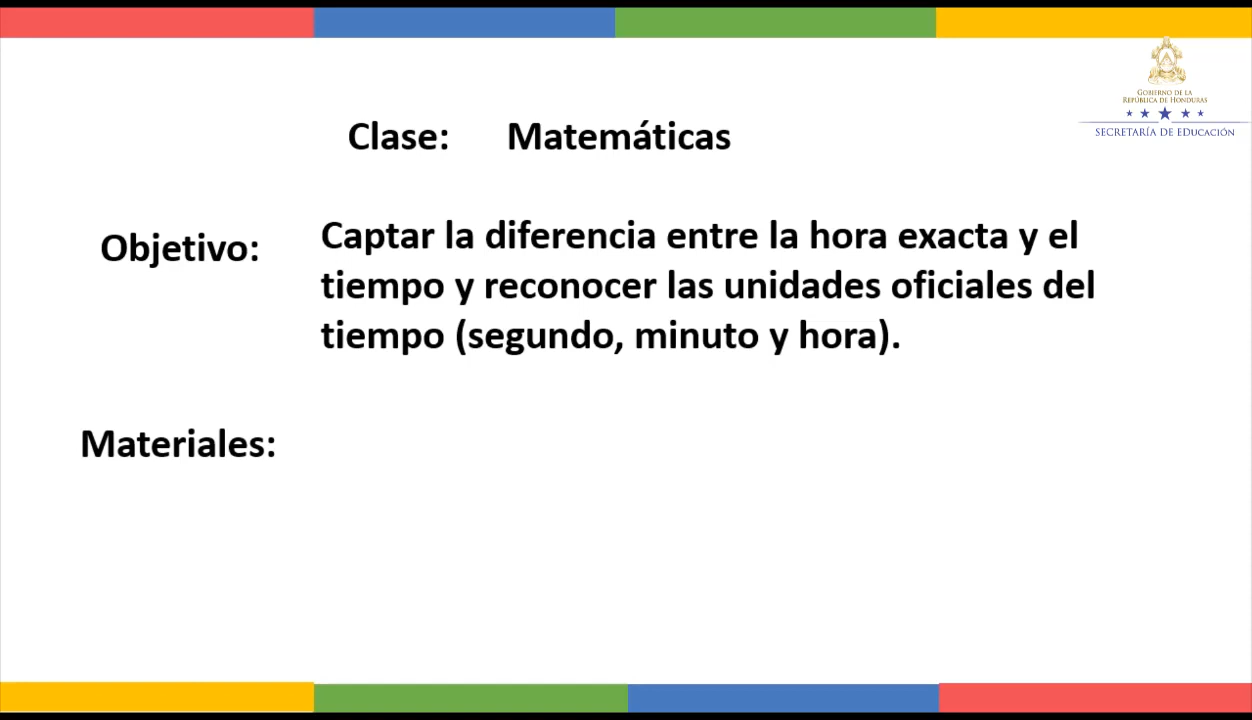 GOBIERNO DE LA
REPÚBLICA DE HONDURAS
SECRETARÍA DE EDUCACIÓN
Clase: Matemáticas
Objetivo: Captar la diferencia entre la hora exacta y el
tiempo y reconocer las unidades oficiales del
tiempo (segundo, minuto y hora).
Materiales: